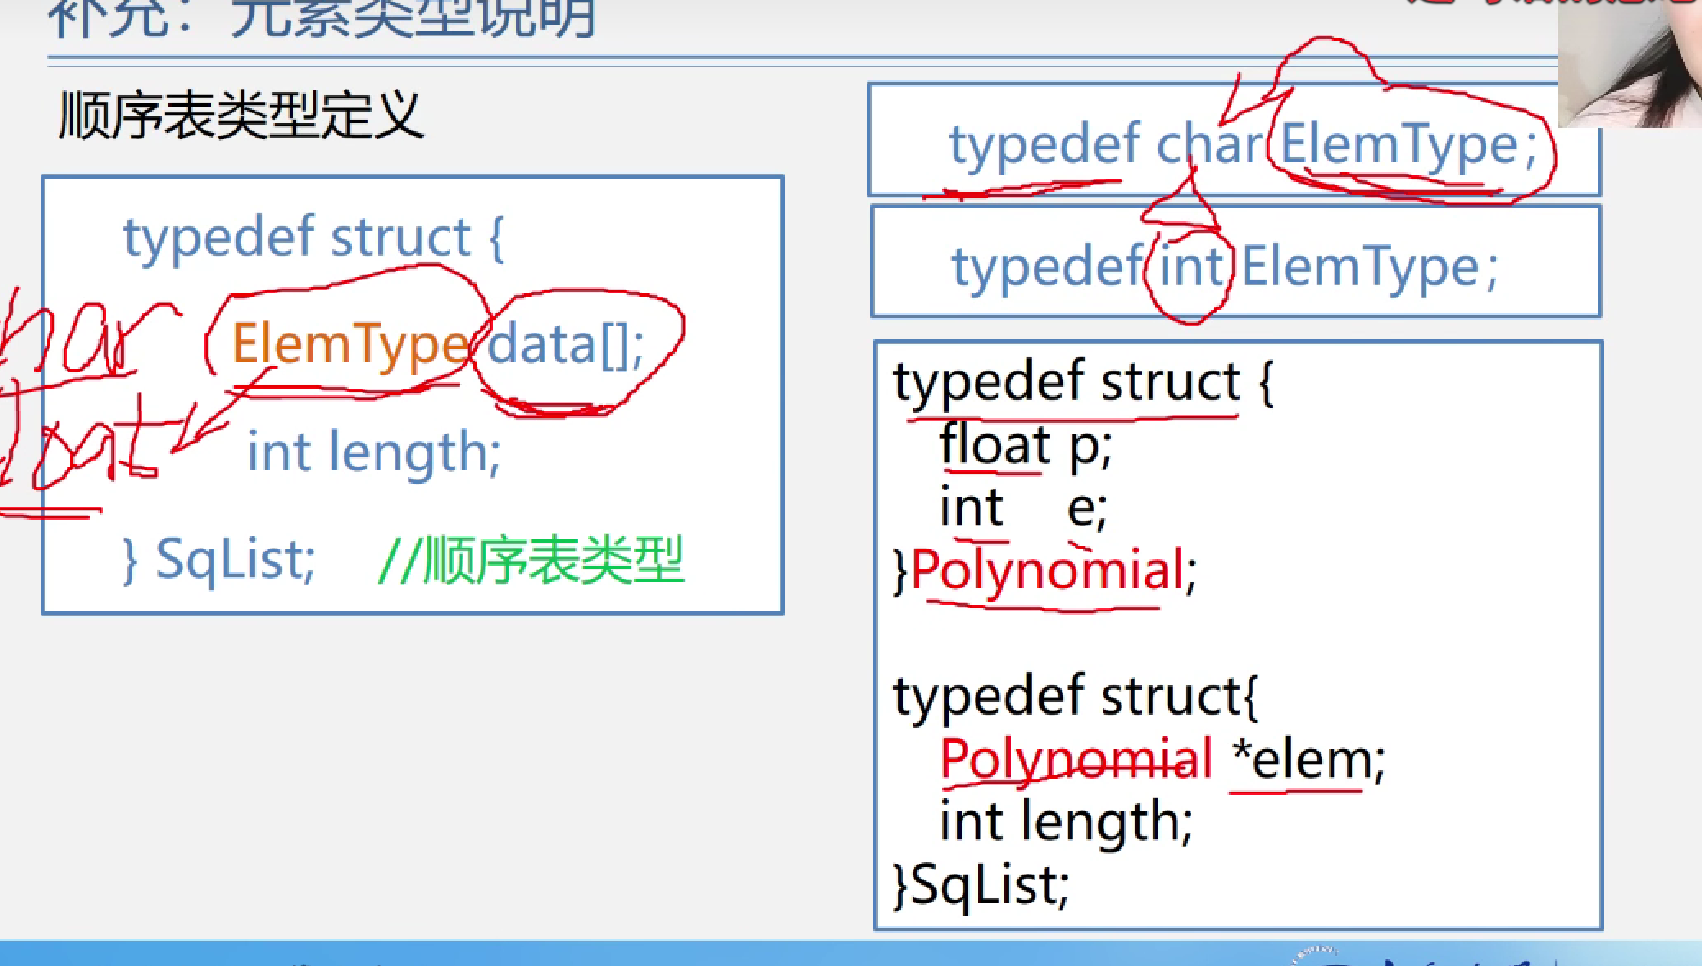 补充：元素类型说明
顺序表类型定义
typedef struct {
ElemType data[];
int length;
} SqList; //顺序表类型
har
loat
typedef char ElemType;
typedef int ElemType;
typedef struct {
float p;
int e;
}Polynomial;
typedef struct{
Polynomial *elem;
int length;
}SqList;